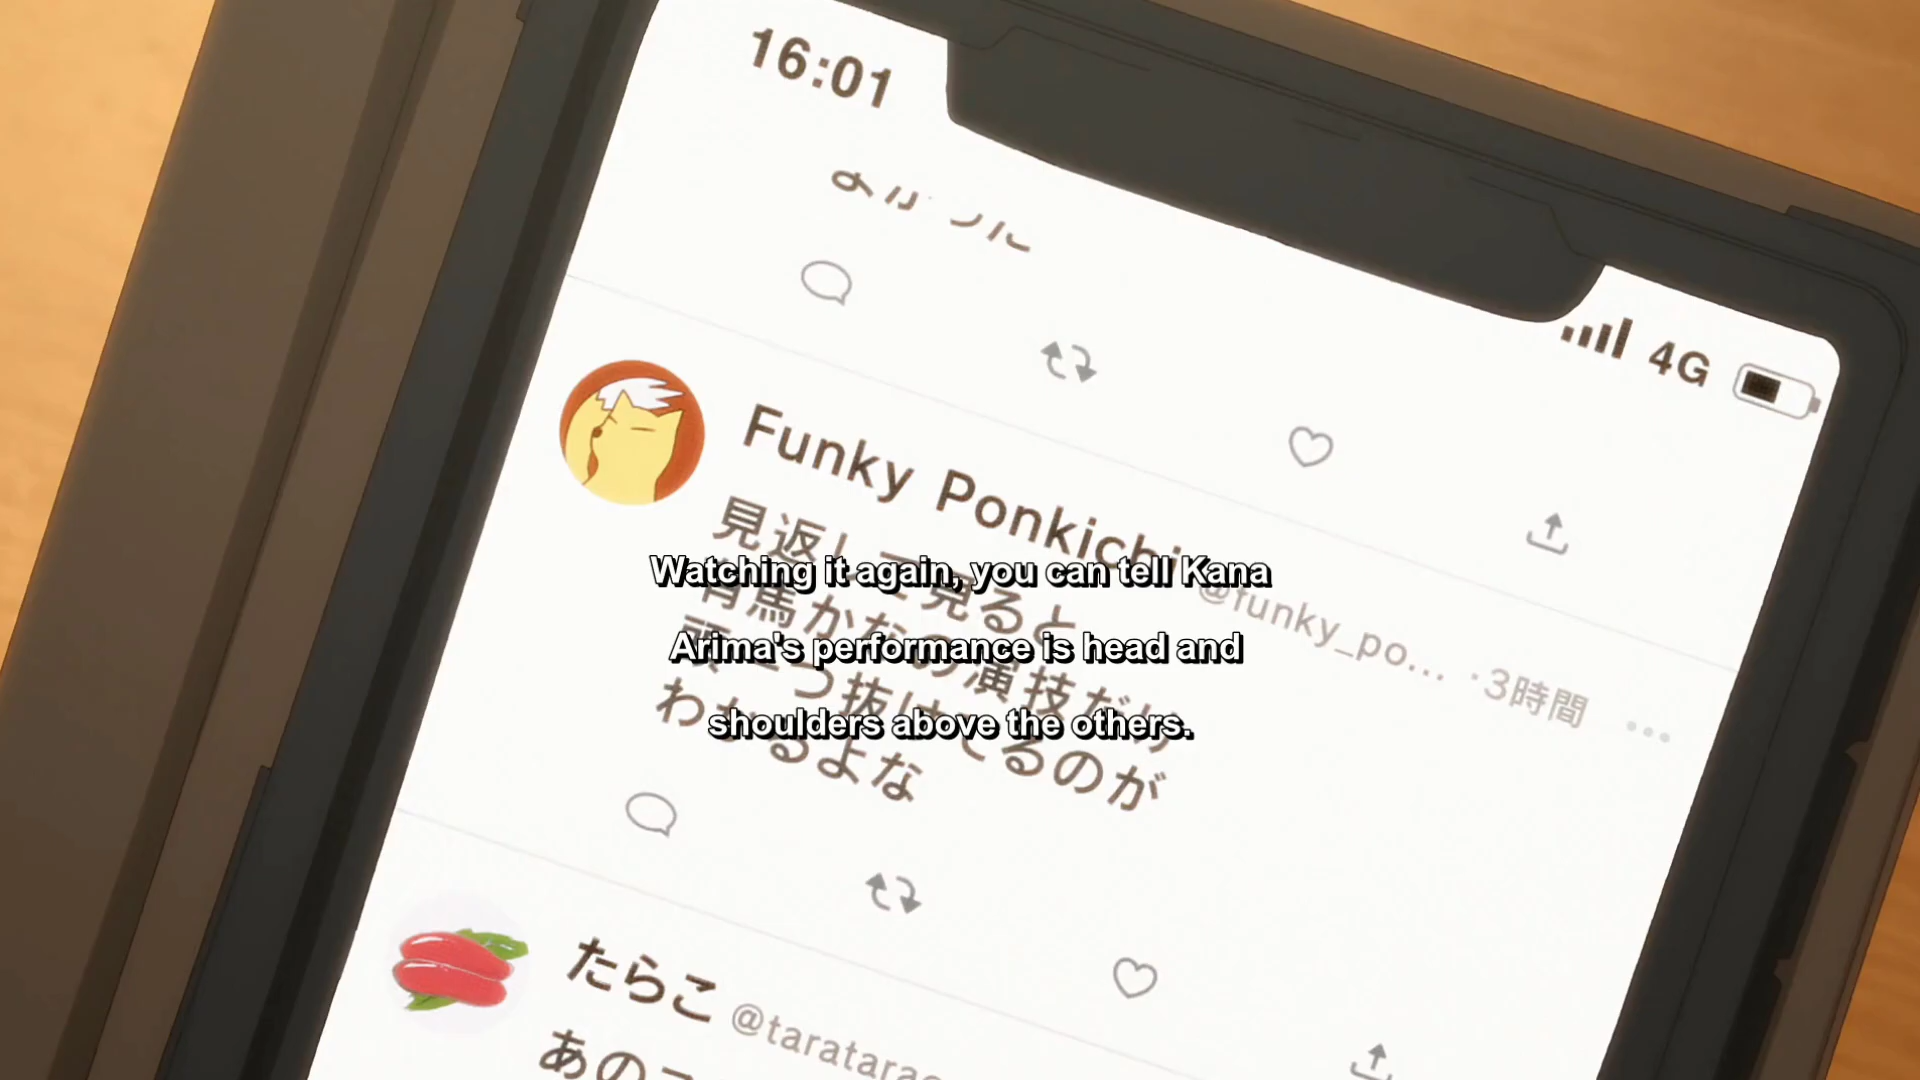 16:01
4G
Funky Ponkichi
@funky_po... ·3時間 ...
見返して見ると
有馬かなの演技だけ
頭一つ抜けてるのが
わかるよな
Watching it again, you can tell Kana
Arima's performance is head and
shoulders above the others.
たらこ @taratara
あの